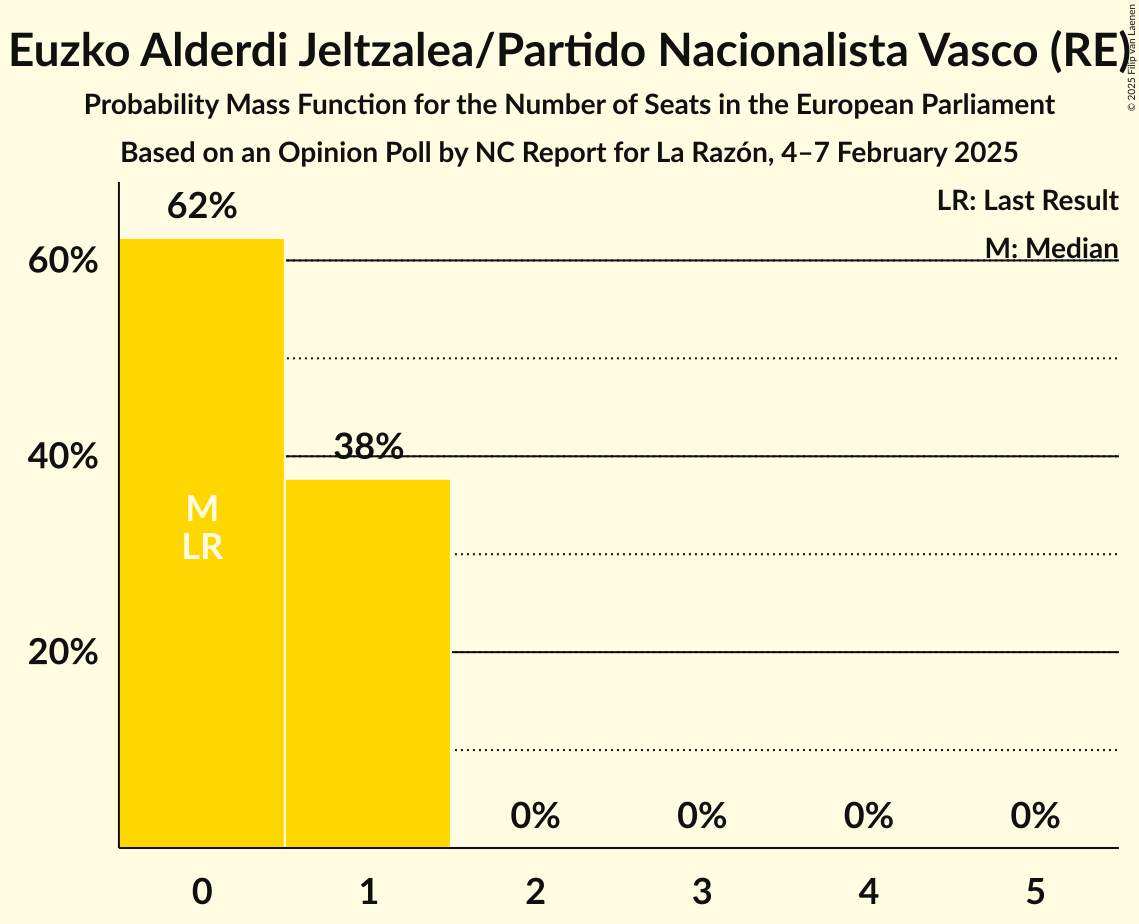 Euzko Alderdi Jeltzalea/Partido Nacionalista Vasco (RE)
© 2025 Filip van Laenen
Probability Mass Function for the Number of Seats in the European Parliament
Based on an Opinion Poll by NC Report for La Razón, 4–7 February 2025
LR: Last Result
M: Median
62%
60%
38%
40%
M
LR
20%
0% 0% 0% 0%
0 1 2 3 4 5